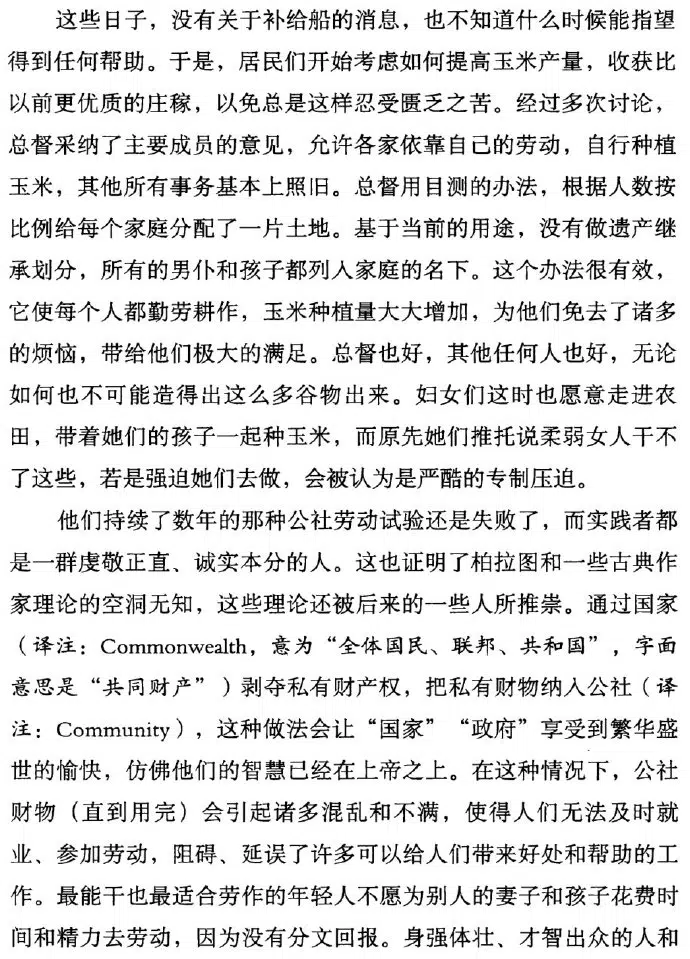 这些日子，没有关于补给船的消息，也不知道什么时候能指望
得到任何帮助。于是，居民们开始考虑如何提高玉米产量，收获比
以前更优质的庄稼，以免总是这样忍受匮乏之苦。经过多次讨论，
总督采纳了主要成员的意见，允许各家依靠自己的劳动，自行种植
玉米，其他所有事务基本上照旧。总督用目测的办法，根据人数按
比例给每个家庭分配了一片土地。基于当前的用途，没有做遗产继
承划分，所有的男仆和孩子都列入家庭的名下。这个办法很有效，
它使每个人都勤劳耕作，玉米种植量大大增加，为他们免去了诸多
的烦恼，带给他们极大的满足。总督也好，其他任何人也好，无论
如何也不可能造得出这么多谷物出来。妇女们这时也愿意走进农
田，带着她们的孩子一起种玉米，而原先她们推托说柔弱女人干不
了这些，若是强迫她们去做，会被认为是严酷的专制压迫。
他们持续了数年的那种公社劳动试验还是失败了，而实践者都
是一群虔敬正直、诚实本分的人。这也证明了柏拉图和一些古典作
家理论的空洞无知，这些理论还被后来的一些人所推崇。通过国家
（译注：Commonwealth，意为“全体国民、联邦、共和国”，字面
意思是“共同财产”）剥夺私有财产权，把私有财物纳入公社（译
注：Community），这种做法会让“国家”“政府”享受到繁华盛
世的愉快，仿佛他们的智慧已经在上帝之上。在这种情况下，公社
财物（直到用完）会引起诸多混乱和不满，使得人们无法及时就
业、参加劳动，阻碍、延误了许多可以给人们带来好处和帮助的工
作。最能干也最适合劳作的年轻人不愿为别人的妻子和孩子花费时
间和精力去劳动，因为没有分文回报。身强体壮、才智出众的人和